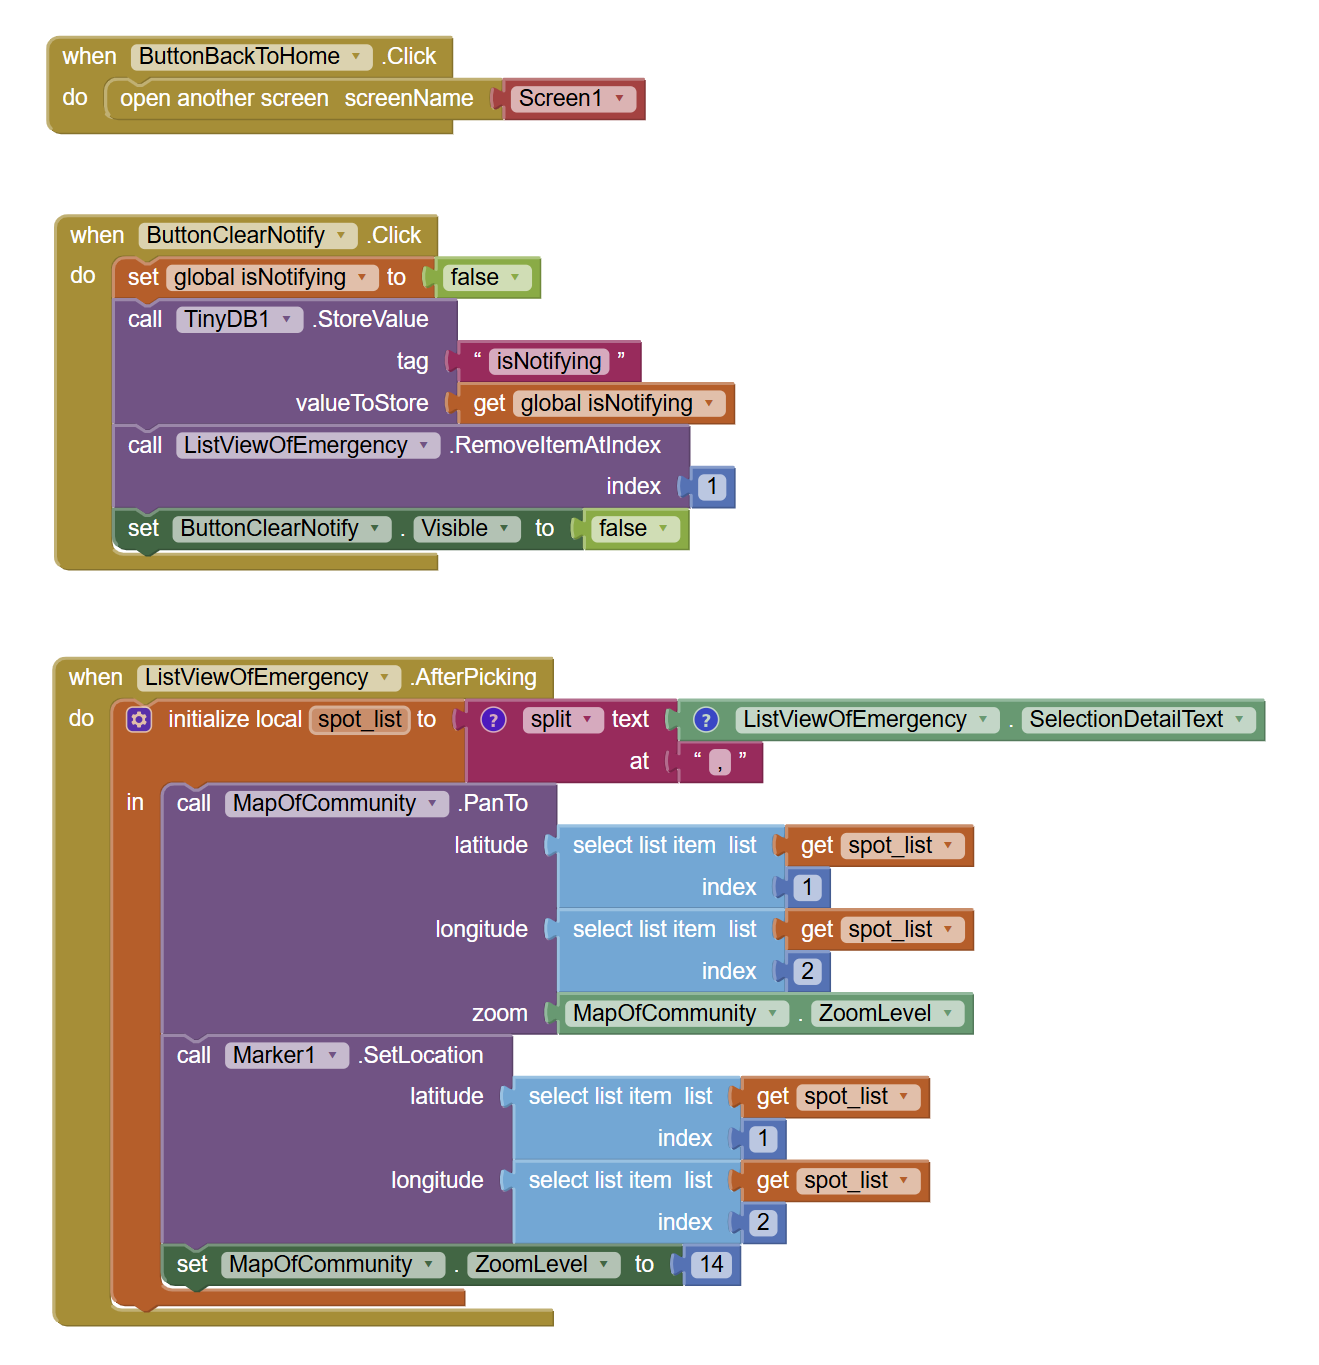 when ButtonBackToHome .Click
do open another screen screenName Screen1
when ButtonClearNotify .Click
do set global isNotifying to false
call TinyDB1 .StoreValue
tag “ isNotifying ”
valueToStore get global isNotifying
call ListViewOfEmergency .RemoveItemAtIndex
index 1
set ButtonClearNotify . Visible to false
when ListViewOfEmergency .AfterPicking
do initialize local spot_list to ? split text ? ListViewOfEmergency . SelectionDetailText
at “ , ”
in call MapOfCommunity .PanTo
latitude select list item list get spot_list
index 1
longitude select list item list get spot_list
index 2
zoom MapOfCommunity . ZoomLevel
call Marker1 .SetLocation
latitude select list item list get spot_list
index 1
longitude select list item list get spot_list
index 2
set MapOfCommunity . ZoomLevel to 14